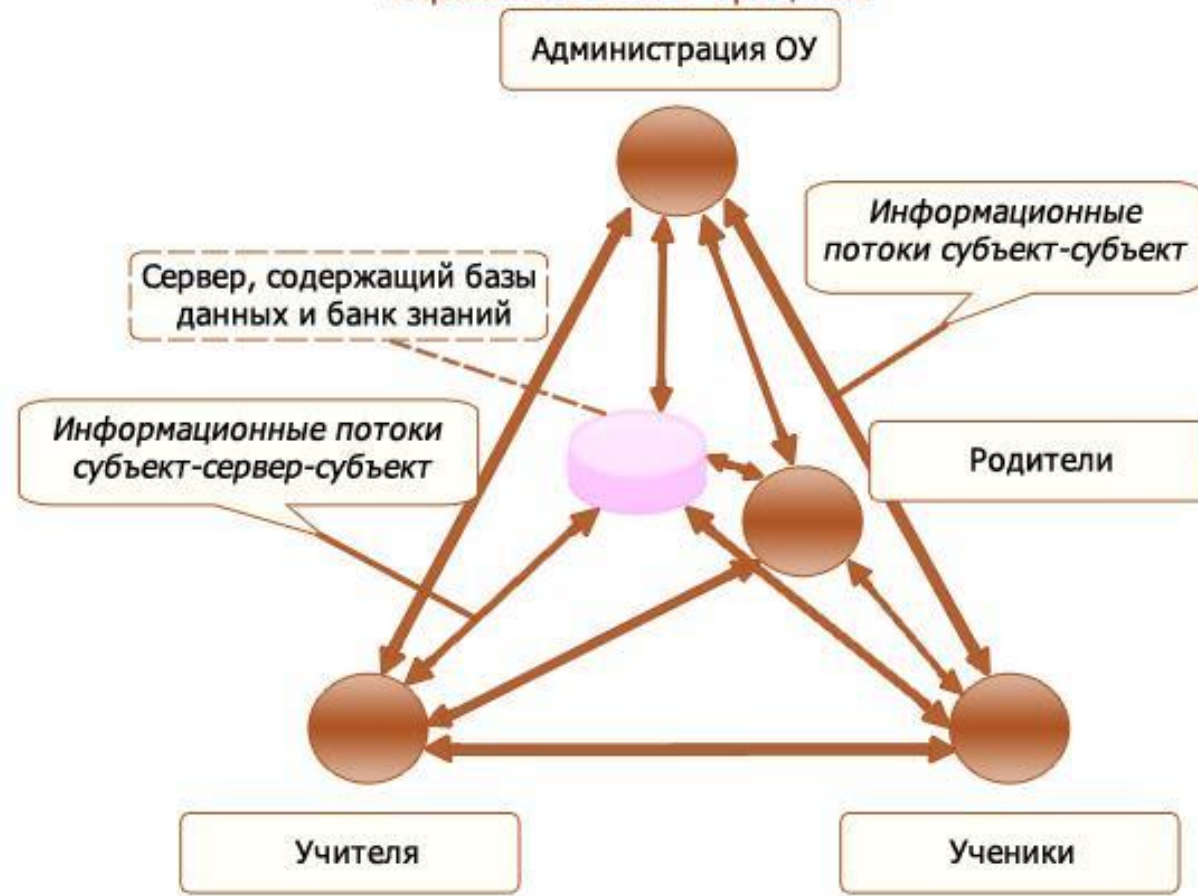 Администрация ОУ
Информационные
потоки субъект-субъект
Сервер, содержащий базы
данных и банк знаний
Информационные потоки
субъект-сервер-субъект
Родители
Учителя
Ученики